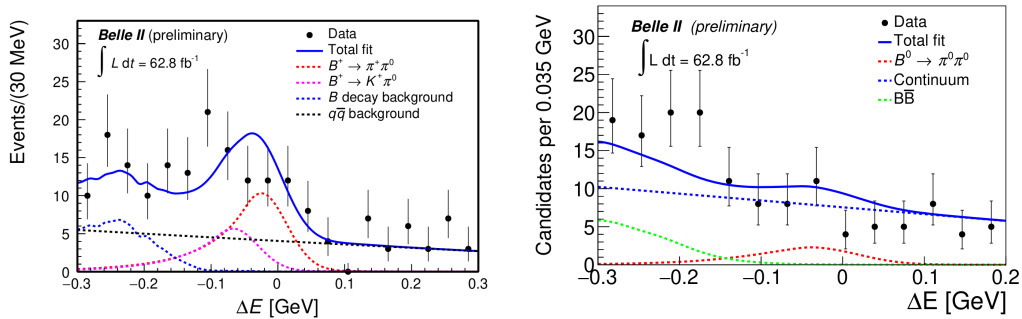 Events/(30 MeV)
30
25
20
15
10
5
0
Belle II (preliminary)
∫ L dt = 62.8 fb⁻¹
Data
Total fit
B⁺ → π⁺π⁰
B⁺ → K⁺π⁰
B decay background
qq̅ background
−0.3 −0.2 −0.1 0 0.1 0.2 0.3
ΔE [GeV]
Candidates per 0.035 GeV
30
25
20
15
10
5
0
Belle II (preliminary)
∫ L dt = 62.8 fb⁻¹
Data
Total fit
B⁰ → π⁰π⁰
Continuum
BB̅
−0.3 −0.2 −0.1 0 0.1 0.2
ΔE [GeV]